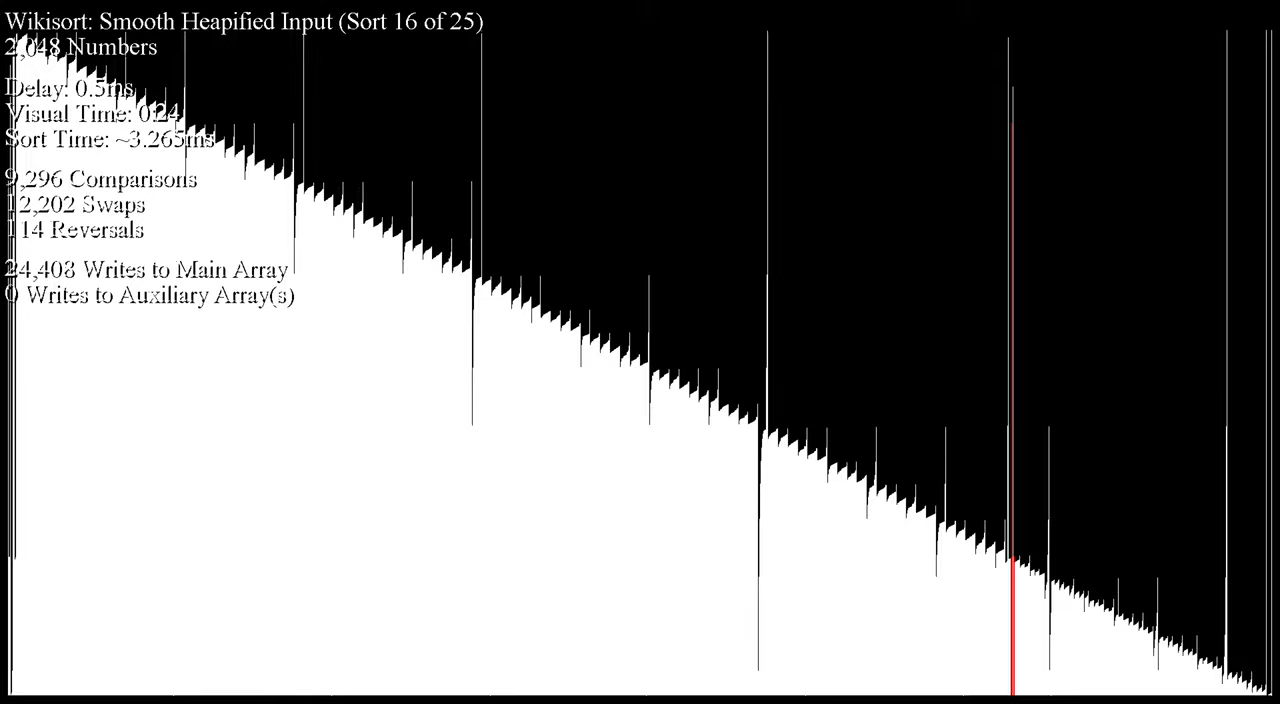 Wikisort: Smooth Heapified Input (Sort 16 of 25)
2,048 Numbers
Delay: 0.5ms
Visual Time: 0:24
Sort Time: ~3.265ms
9,296 Comparisons
12,202 Swaps
114 Reversals
24,408 Writes to Main Array
0 Writes to Auxiliary Array(s)